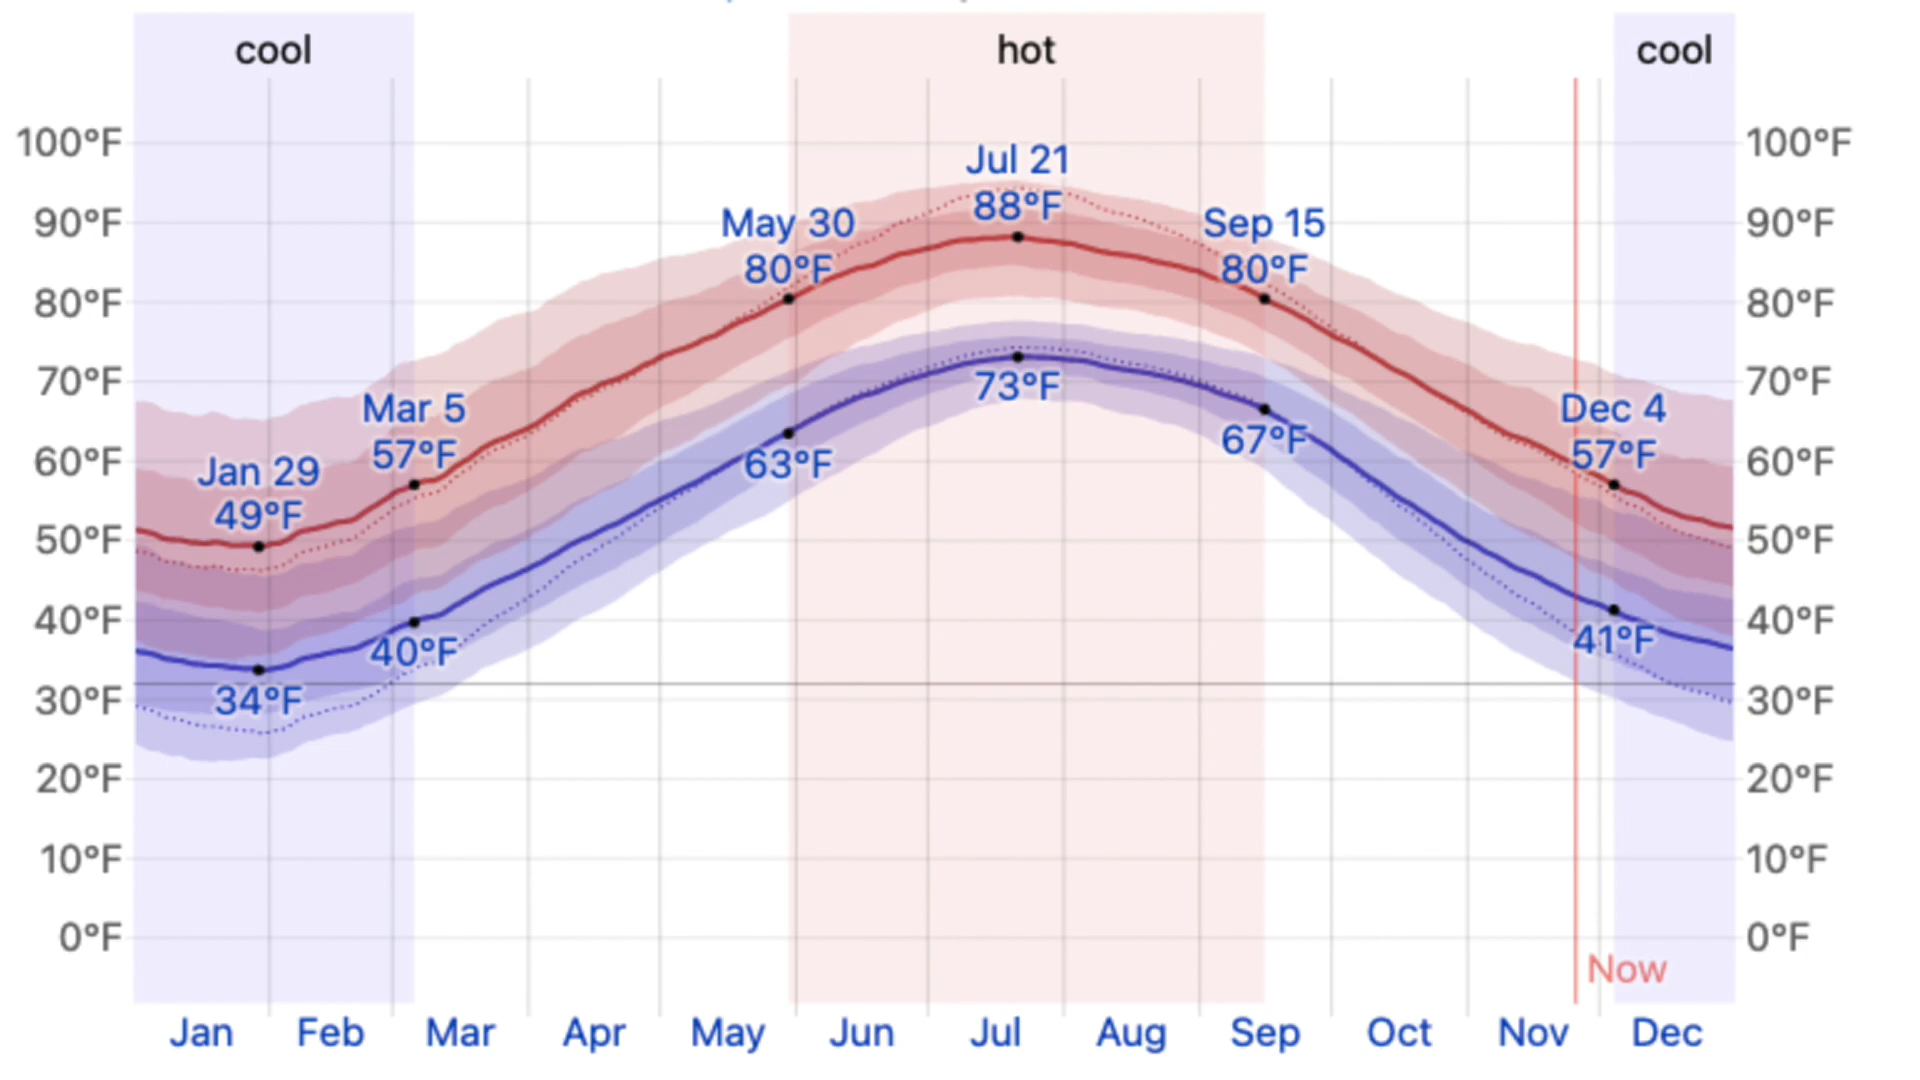 cool hot cool
100°F 100°F
Jul 21
88°F
90°F May 30 Sep 15 90°F
80°F 80°F
80°F 80°F
70°F 73°F 70°F
Mar 5 Dec 4
57°F 57°F
67°F
60°F 63°F 60°F
Jan 29
49°F
50°F 50°F
40°F 40°F
40°F 41°F
30°F 34°F 30°F
20°F 20°F
10°F 10°F
0°F 0°F
Now
Jan Feb Mar Apr May Jun Jul Aug Sep Oct Nov Dec